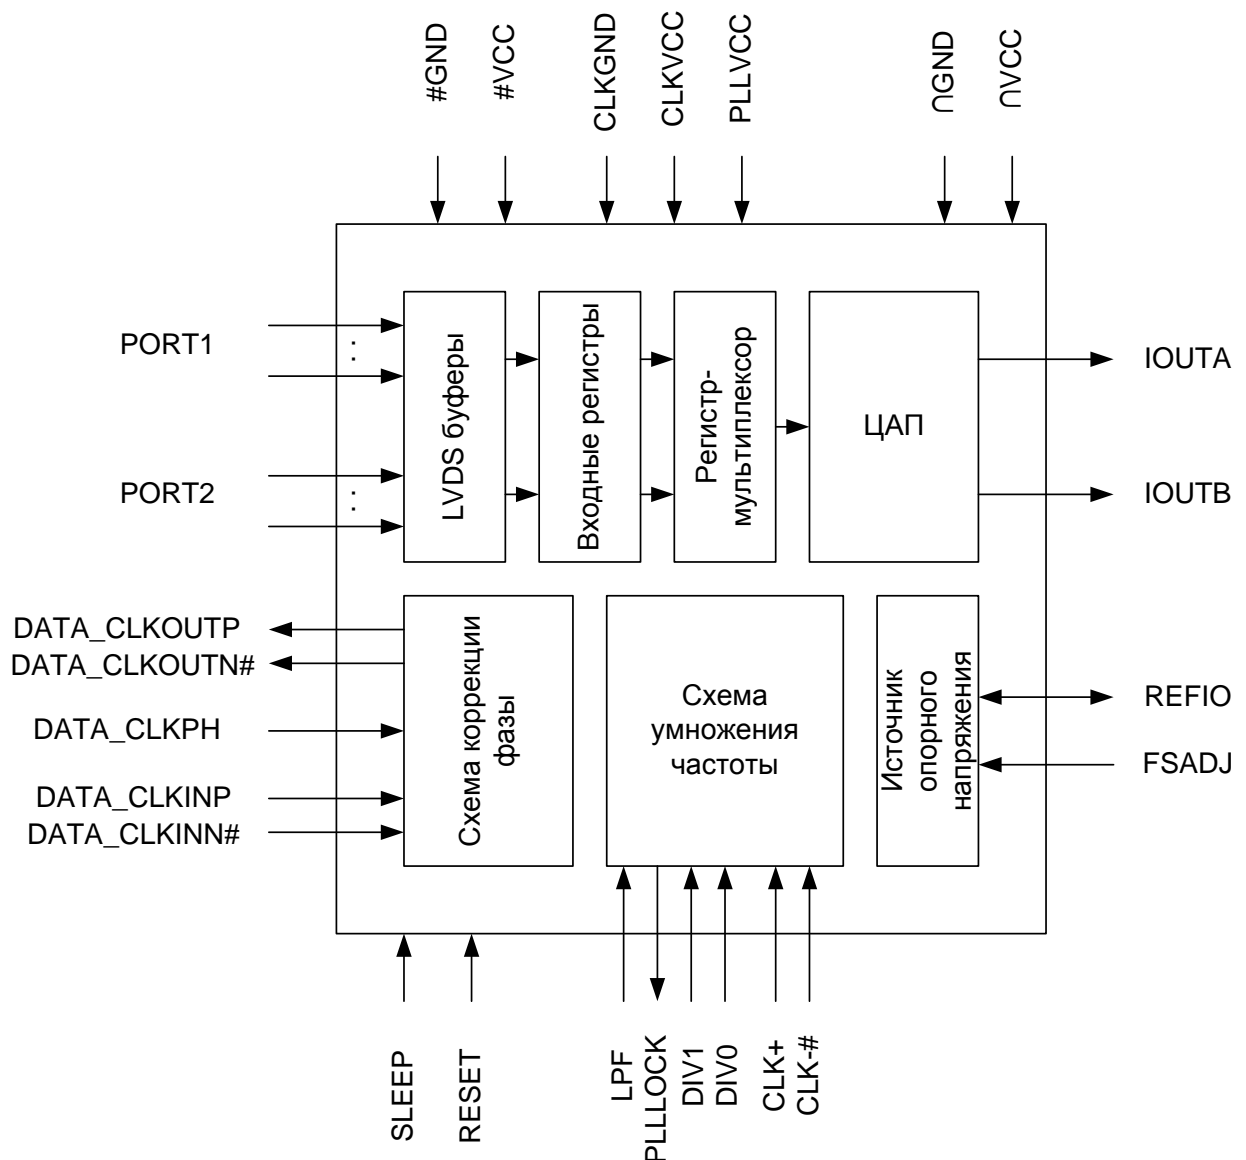 #GND
#VCC
CLKGND
CLKVCC
PLLVCC
∩GND
∩VCC
PORT1
PORT2
LVDS буферы
Входные регистры
Регистр-
мультиплексор
ЦАП
IOUTA
IOUTB
DATA_CLKOUTP
DATA_CLKOUTN#
DATA_CLKPH
DATA_CLKINP
DATA_CLKINN#
Схема коррекции
фазы
Схема
умножения
частоты
Источник
опорного
напряжения
REFIO
FSADJ
SLEEP
RESET
LPF
PLLLOCK
DIV1
DIV0
CLK+
CLK-#